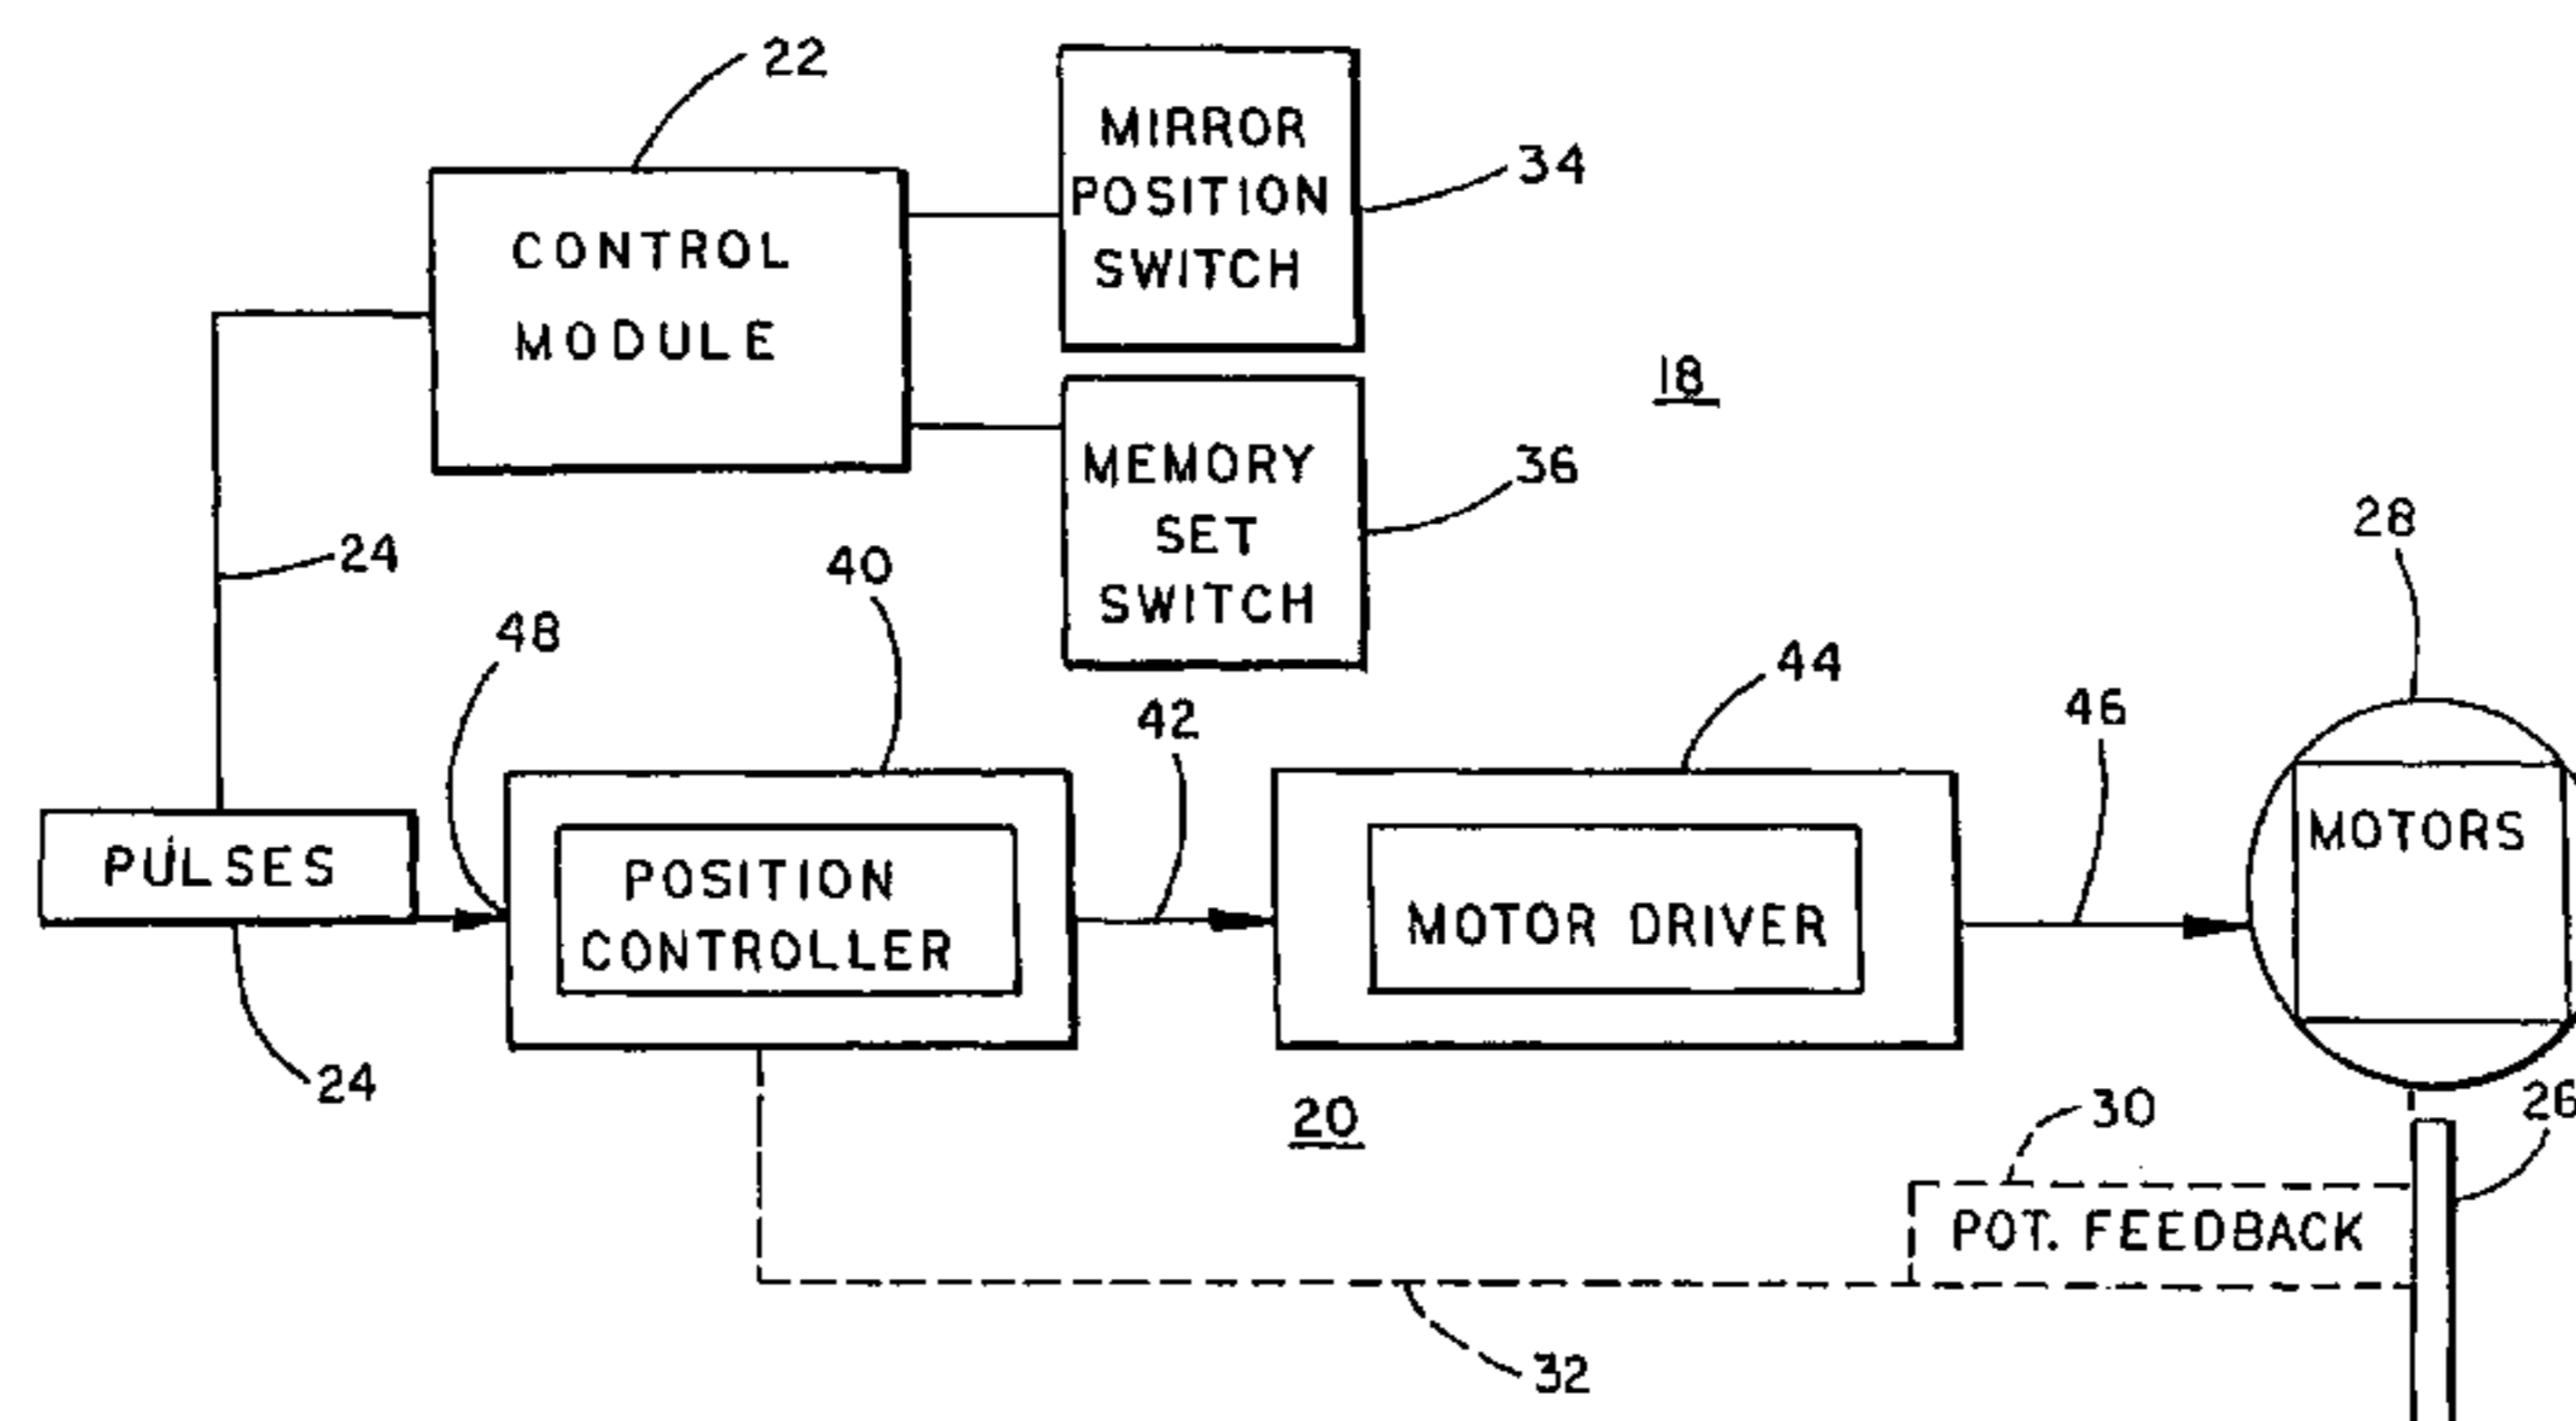 22
MIRROR
POSITION
SWITCH
34
CONTROL
MODULE
18
MEMORY
SET
SWITCH
36
28
24
40
48
44
42
46
MOTORS
PULSES
POSITION
CONTROLLER
MOTOR DRIVER
24
20
30
26
POT. FEEDBACK
32